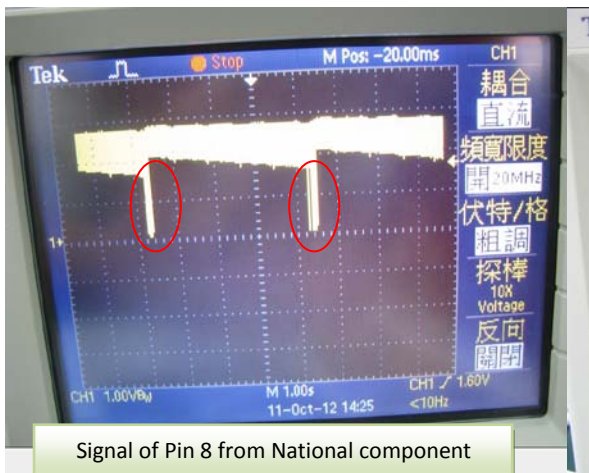 Tek Stop M Pos: -20.00ms CH1
耦合
直流
頻寬限度
開 20MHz
伏特/格
粗調
探棒
10X
Voltage
反向
關閉
1+
CH1 1.00VBw M 1.00s CH1 / 1.60V
11-Oct-12 14:25 <10Hz
Signal of Pin 8 from National component